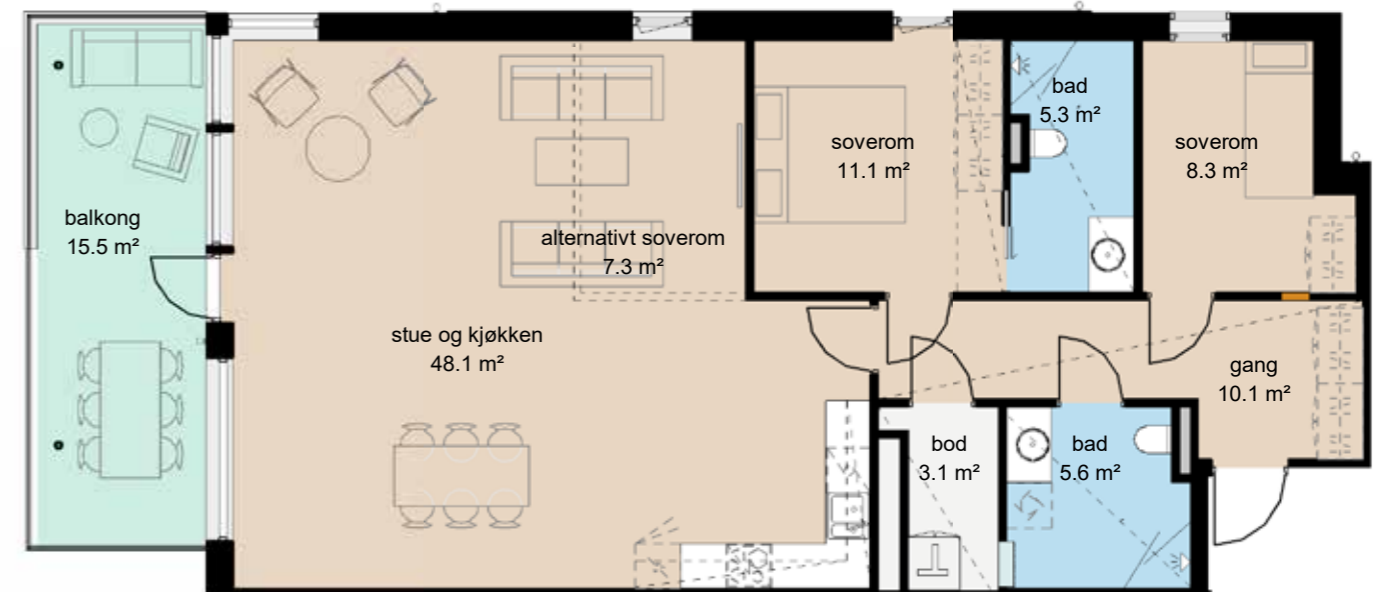 bad
5.3 m²
soverom
11.1 m²
soverom
8.3 m²
balkong
15.5 m²
alternativt soverom
7.3 m²
stue og kjøkken
48.1 m²
gang
10.1 m²
bod
3.1 m²
bad
5.6 m²